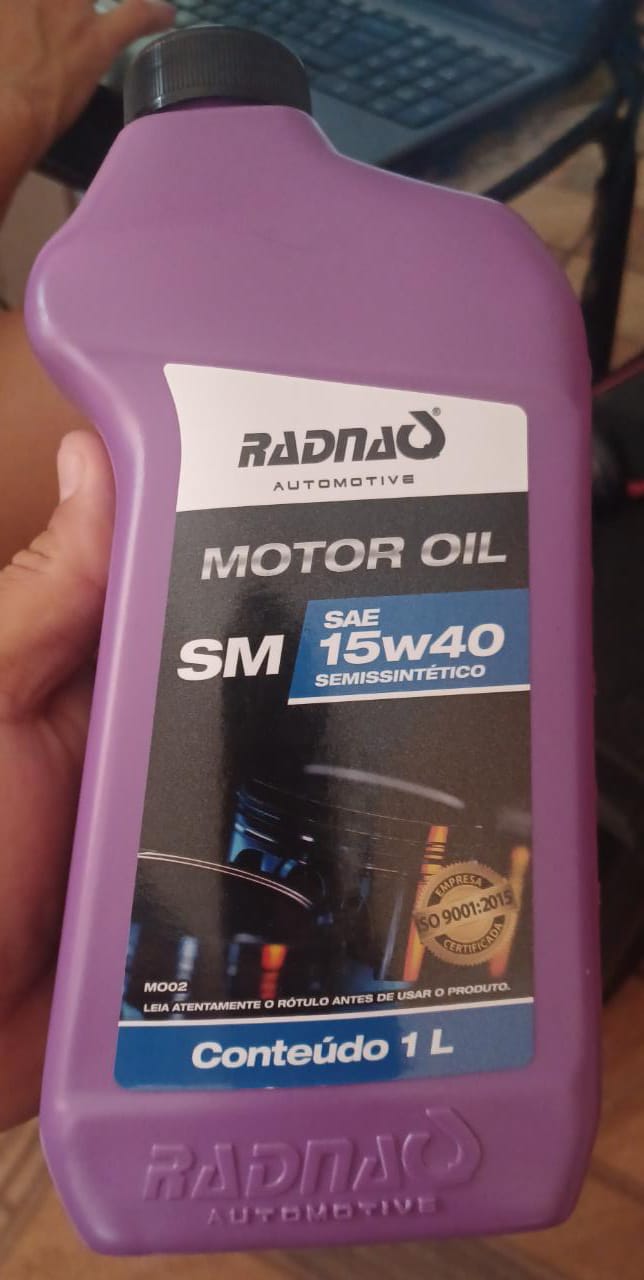 RADNAQ®
AUTOMOTIVE
MOTOR OIL
SM
SAE
15w40
SEMISSINTÉTICO
EMPRESA
ISO 9001:2015
CERTIFICADA
M002
LEIA ATENTAMENTE O RÓTULO ANTES DE USAR O PRODUTO.
Conteúdo 1 L
RADNAQ
AUTOMOTIVE